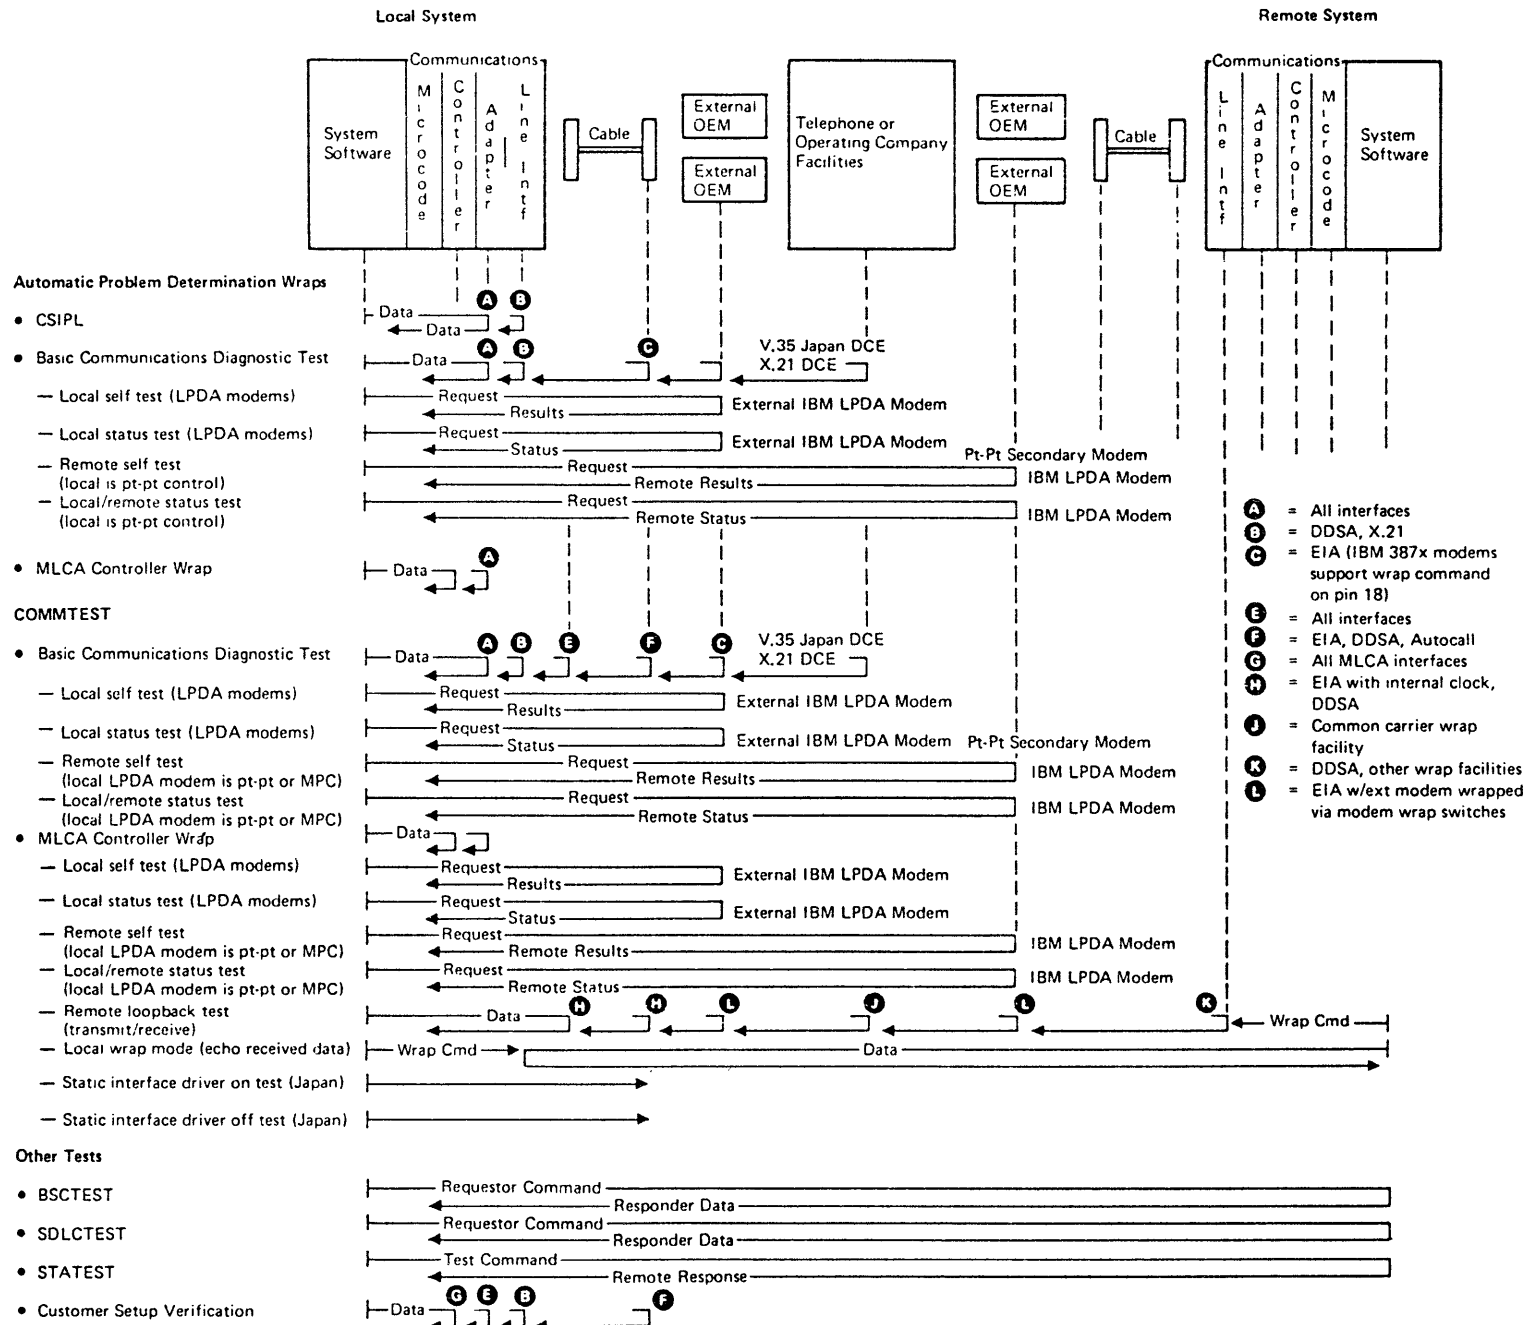 Local System
Remote System
Communications
Communications
System Software
Microcode
Controller
Adapter
Line Intf
Cable
External OEM
External OEM
Telephone or Operating Company Facilities
External OEM
External OEM
Cable
Line Intf
Adapter
Controller
Microcode
System Software
Automatic Problem Determination Wraps
A B
• CSIPL
Data
Data
• Basic Communications Diagnostic Test
Data
A B C
V.35 Japan DCE
X.21 DCE
— Local self test (LPDA modems)
Request
Results
External IBM LPDA Modem
— Local status test (LPDA modems)
Request
Status
External IBM LPDA Modem
Pt-Pt Secondary Modem
— Remote self test
(local is pt-pt control)
Request
Remote Results
IBM LPDA Modem
— Local/remote status test
(local is pt-pt control)
Request
Remote Status
IBM LPDA Modem
A = All interfaces
B = DDSA, X.21
C = EIA (IBM 387x modems
support wrap command
on pin 18)
E = All interfaces
F = EIA, DDSA, Autocall
G = All MLCA interfaces
H = EIA with internal clock,
DDSA
J = Common carrier wrap
facility
K = DDSA, other wrap facilities
L = EIA w/ext modem wrapped
via modem wrap switches
• MLCA Controller Wrap
Data
A
COMMTEST
• Basic Communications Diagnostic Test
Data
A B E F C
V.35 Japan DCE
X.21 DCE
— Local self test (LPDA modems)
Request
Results
External IBM LPDA Modem
— Local status test (LPDA modems)
Request
Status
External IBM LPDA Modem
Pt-Pt Secondary Modem
— Remote self test
(local LPDA modem is pt-pt or MPC)
Request
Remote Results
IBM LPDA Modem
— Local/remote status test
(local LPDA modem is pt-pt or MPC)
Request
Remote Status
IBM LPDA Modem
• MLCA Controller Wrap
Data
— Local self test (LPDA modems)
Request
Results
External IBM LPDA Modem
— Local status test (LPDA modems)
Request
Status
External IBM LPDA Modem
— Remote self test
(local LPDA modem is pt-pt or MPC)
Request
Remote Results
IBM LPDA Modem
— Local/remote status test
(local LPDA modem is pt-pt or MPC)
Request
Remote Status
IBM LPDA Modem
— Remote loopback test
(transmit/receive)
Data
H H L J L K
Wrap Cmd
— Local wrap mode (echo received data)
Wrap Cmd
Data
— Static interface driver on test (Japan)
— Static interface driver off test (Japan)
Other Tests
• BSCTEST
Requestor Command
Responder Data
• SDLCTEST
Requestor Command
Responder Data
• STATEST
Test Command
Remote Response
• Customer Setup Verification
Data
G E B F